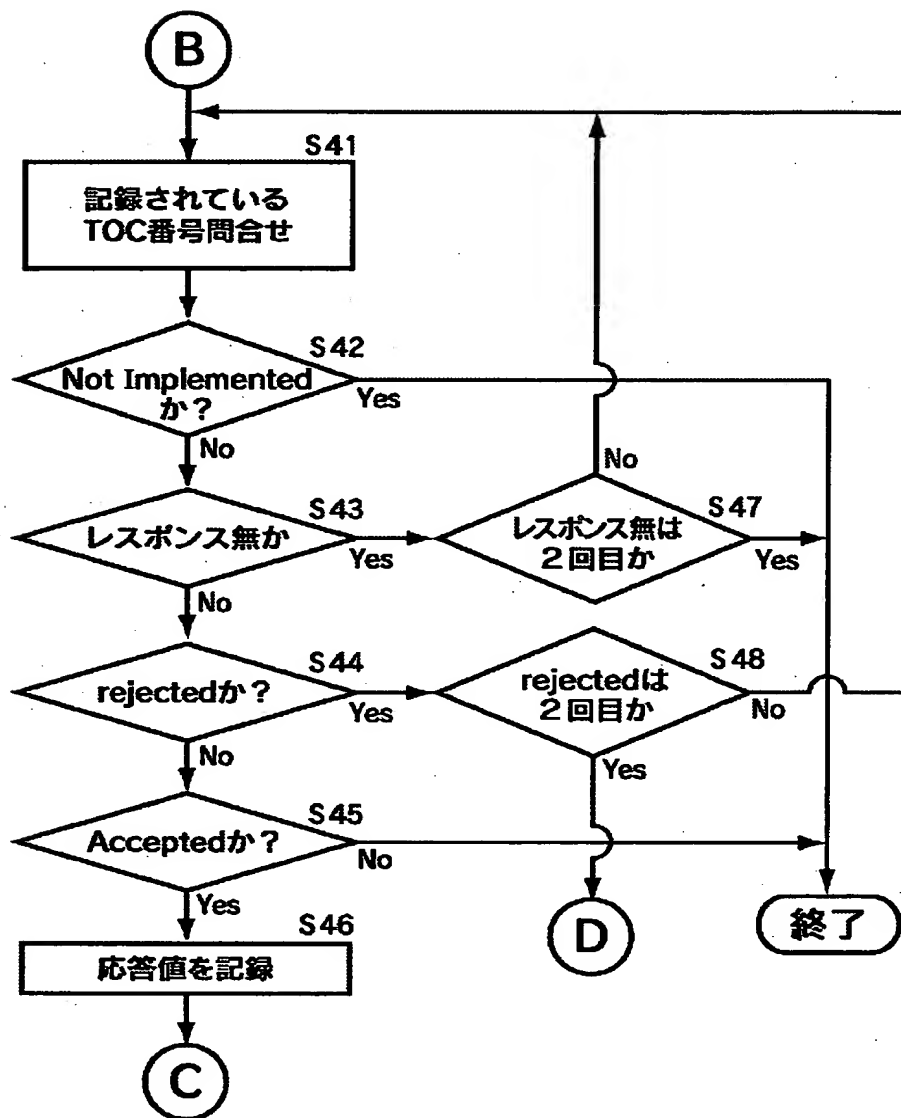 B
S41
記録されている
TOC番号問合せ
S42
Not Implemented
か？
Yes
No
S43
レスポンス無か
Yes
No
No
S47
レスポンス無は
２回目か
Yes
S44
rejectedか？
Yes
No
S48
rejectedは
２回目か
No
Yes
S45
Acceptedか？
No
Yes
S46
応答値を記録
D
終了
C